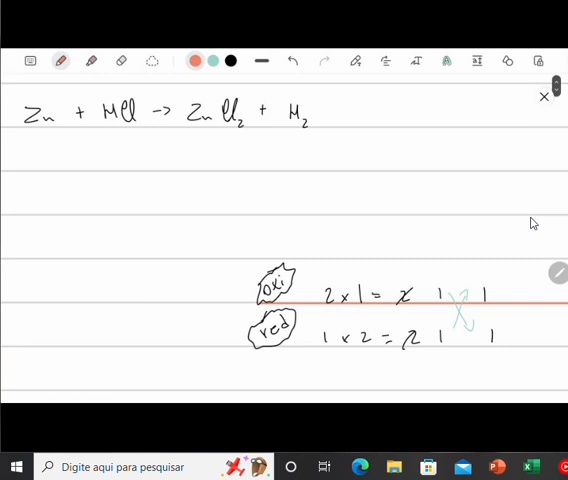 Zn + HCl → ZnCl₂ + H₂
oxi 2 x 1 = 2 1 1
red 1 x 2 = 2 1 1
Digite aqui para pesquisar